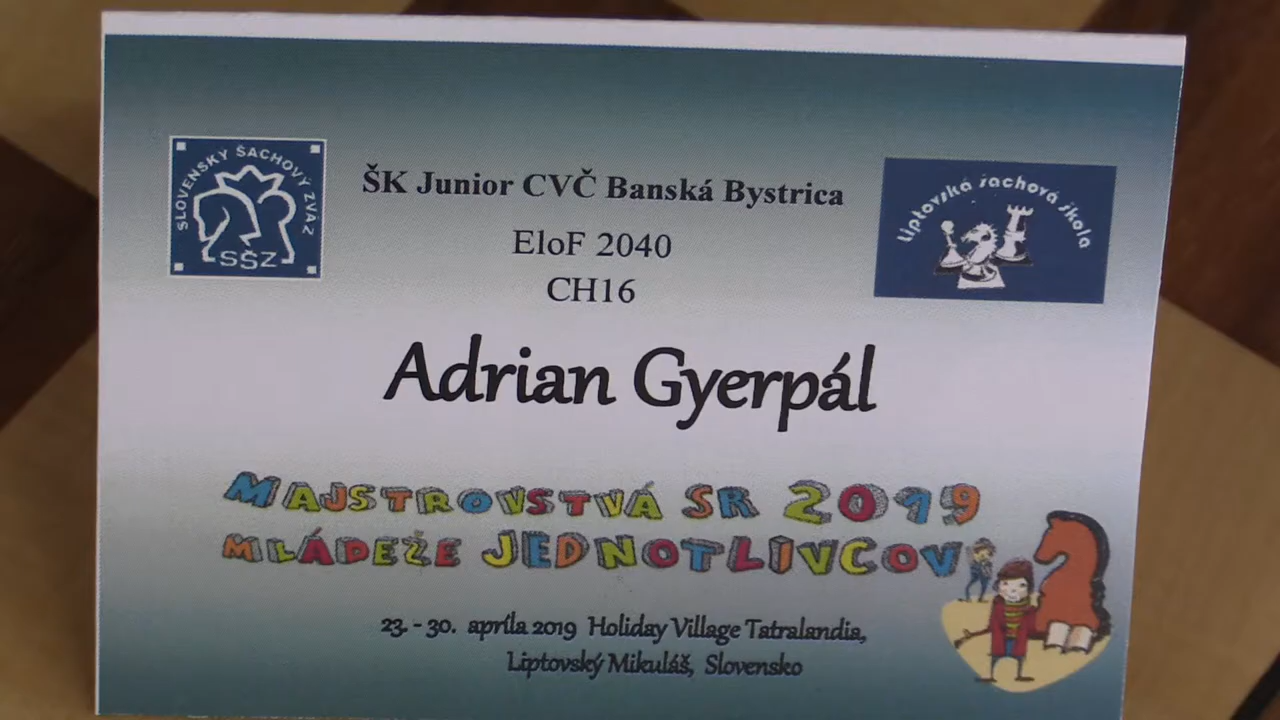 SLOVENSKÝ ŠACHOVÝ ZVÄZ
SŠZ
ŠK Junior CVČ Banská Bystrica
EloF 2040
CH16
Liptovská šachová škola
Adrian Gyerpál
MAJSTROVSTVÁ SR 2019
MLÁDEŽE JEDNOTLIVCOV
23. - 30. apríla 2019 Holiday Village Tatralandia,
Liptovský Mikuláš, Slovensko